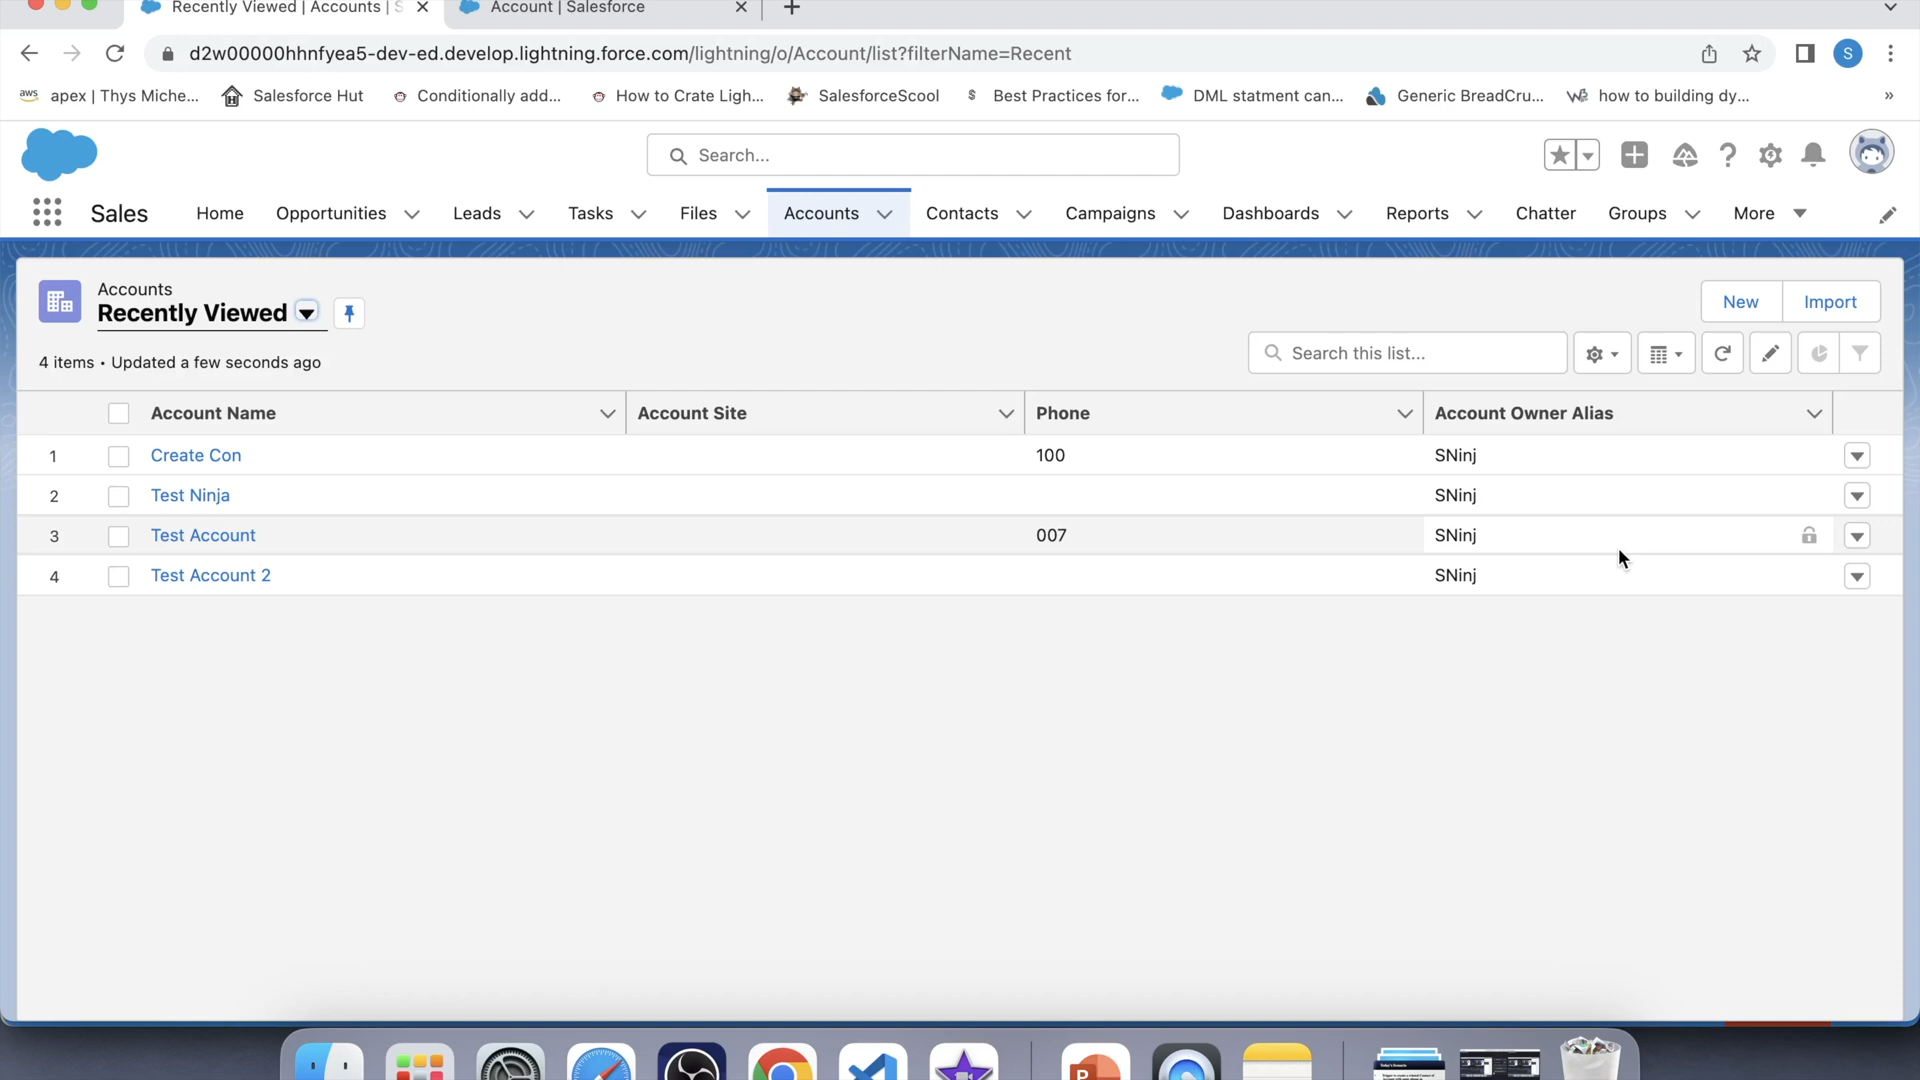 Recently Viewed | Accounts | S
Account | Salesforce
d2w00000hhnfyea5-dev-ed.develop.lightning.force.com/lightning/o/Account/list?filterName=Recent
S
aws apex | Thys Miche...
Salesforce Hut
Conditionally add...
How to Crate Ligh...
SalesforceScool
Best Practices for...
DML statment can...
Generic BreadCru...
how to building dy...
»
Search...
Sales
Home
Opportunities
Leads
Tasks
Files
Accounts
Contacts
Campaigns
Dashboards
Reports
Chatter
Groups
More
Accounts
Recently Viewed
New
Import
4 items • Updated a few seconds ago
Search this list...
Account Name Account Site Phone Account Owner Alias
1 Create Con 100 SNinj
2 Test Ninja SNinj
3 Test Account 007 SNinj
4 Test Account 2 SNinj